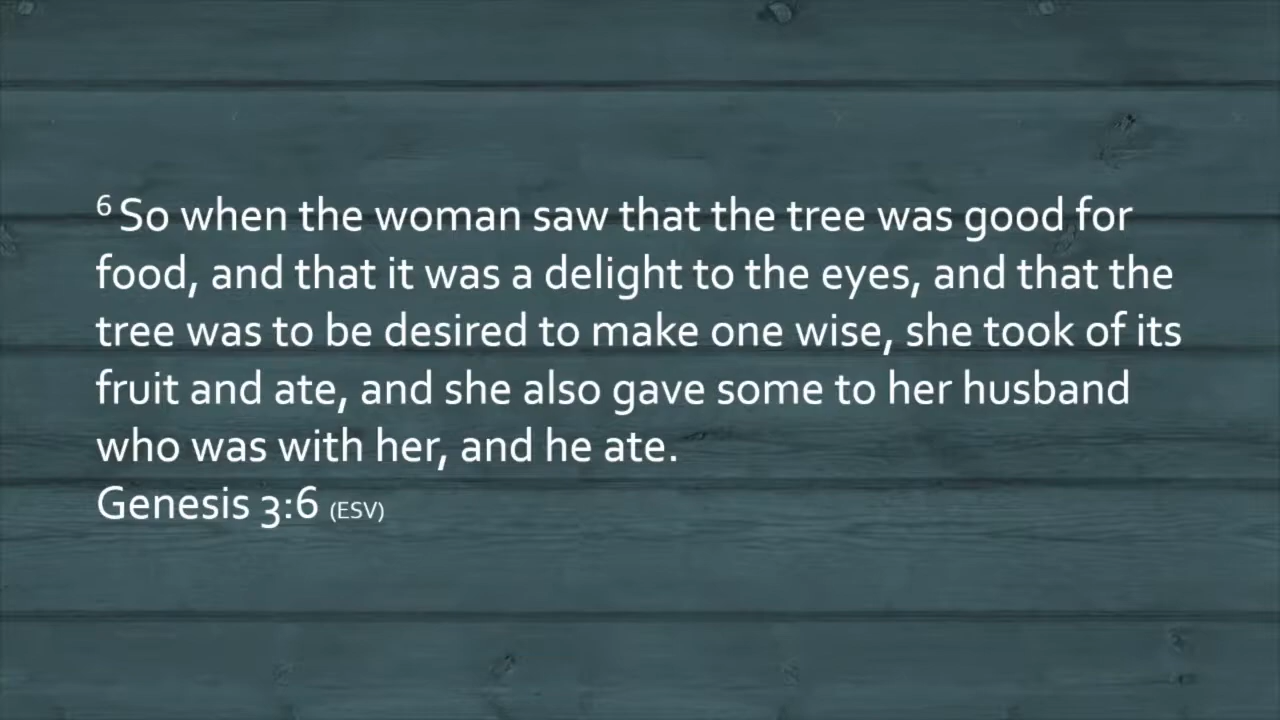 6 So when the woman saw that the tree was good for
food, and that it was a delight to the eyes, and that the
tree was to be desired to make one wise, she took of its
fruit and ate, and she also gave some to her husband
who was with her, and he ate.
Genesis 3:6 (ESV)